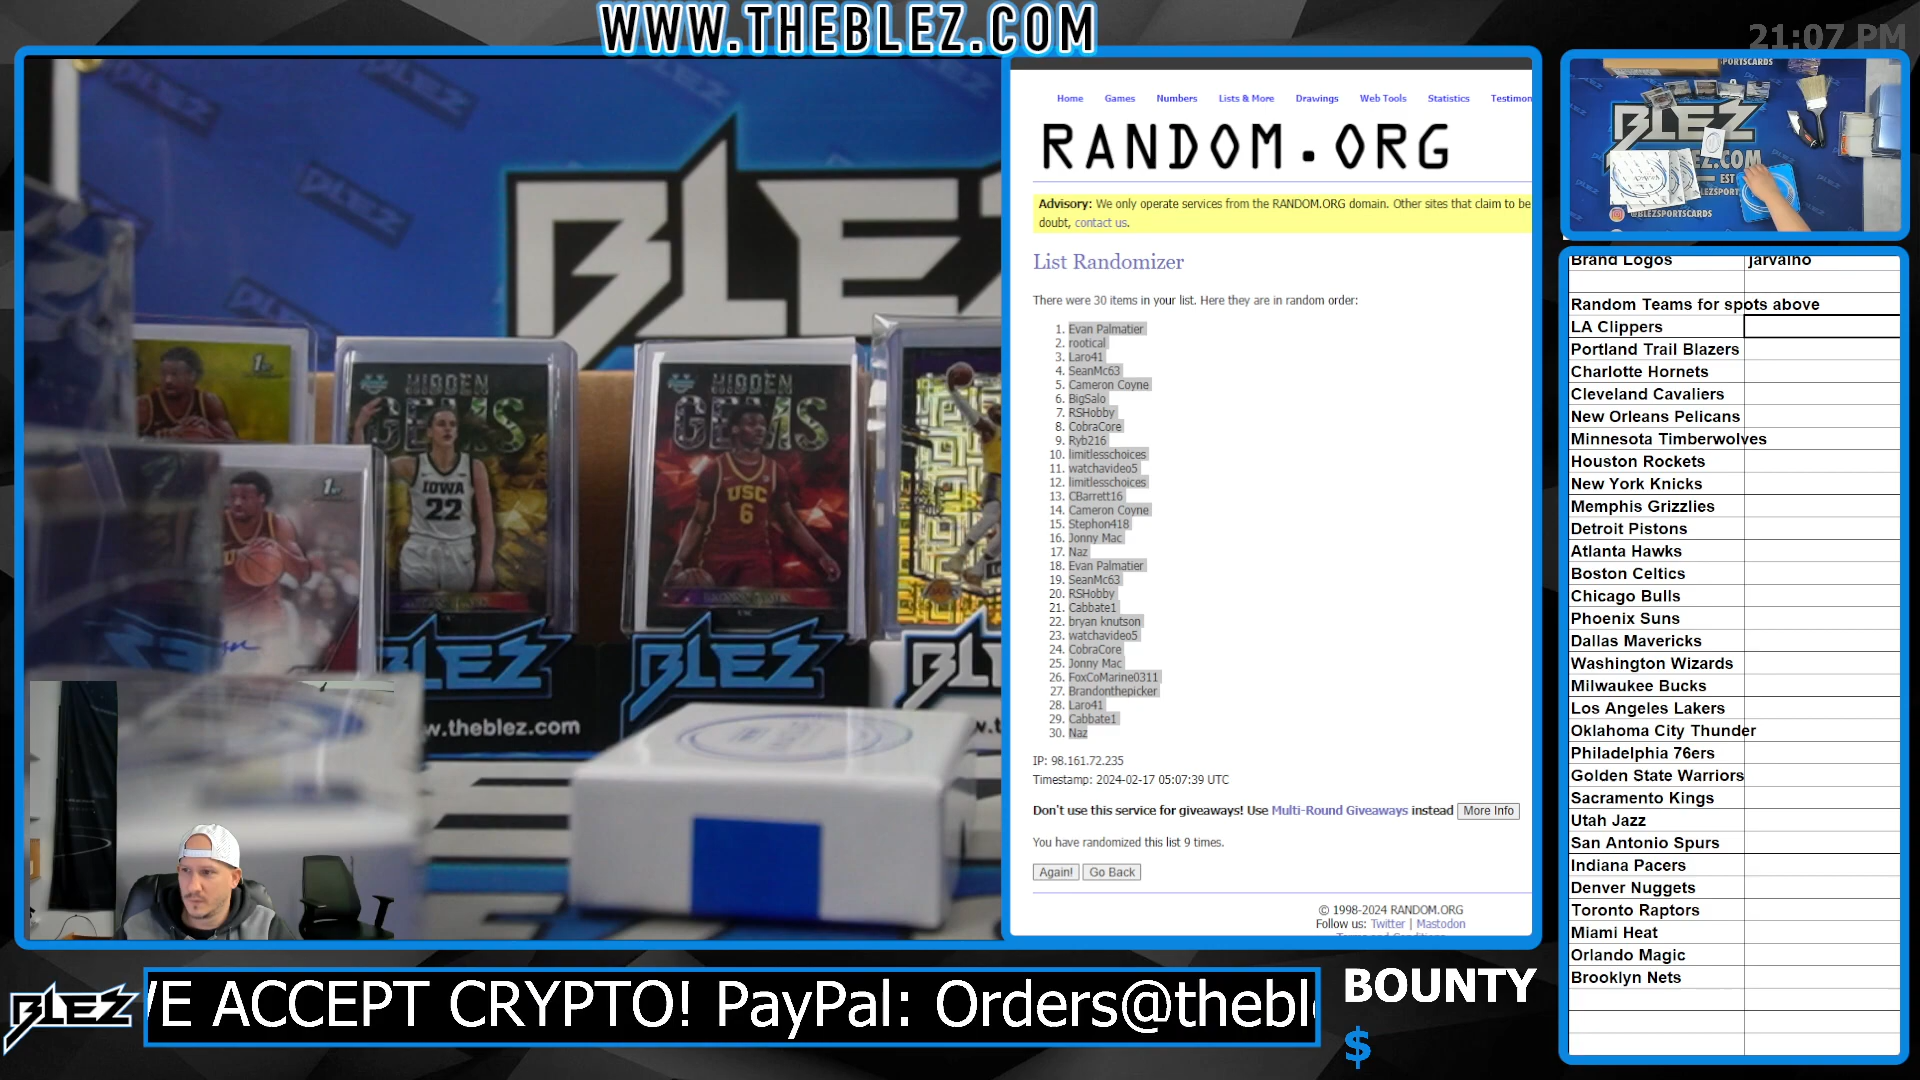 WWW.THEBLEZ.COM
21:07 PM
Home Games Numbers Lists & More Drawings Web Tools Statistics Testimon
RANDOM.ORG
Advisory: We only operate services from the RANDOM.ORG domain. Other sites that claim to be
doubt, contact us.
List Randomizer
There were 30 items in your list. Here they are in random order:
1. Evan Palmatier
2. rootical
3. Laro41
4. SeanMc63
5. Cameron Coyne
6. BigSalo
7. RSHobby
8. CobraCore
9. Ryb216
10. limitlesschoices
11. watchavideo5
12. limitlesschoices
13. CBarrett16
14. Cameron Coyne
15. Stephon418
16. Jonny Mac
17. Naz
18. Evan Palmatier
19. SeanMc63
20. RSHobby
21. Cabbate1
22. bryan knutson
23. watchavideo5
24. CobraCore
25. Jonny Mac
26. FoxCoMarine0311
27. Brandonthepicker
28. Laro41
29. Cabbate1
30. Naz
IP: 98.161.72.235
Timestamp: 2024-02-17 05:07:39 UTC
Don't use this service for giveaways! Use Multi-Round Giveaways instead More Info
You have randomized this list 9 times.
Again! Go Back
© 1998-2024 RANDOM.ORG
Follow us: Twitter | Mastodon
BLEZ
HIDDEN
GEMS
IOWA
22
HIDDEN
GEMS
USC
6
1st
1st
BLEZ
BLEZ
w.theblez.com
BLEZ
@BLEZSPORTSCARDS
Brand Logos jarvalho
Random Teams for spots above
LA Clippers
Portland Trail Blazers
Charlotte Hornets
Cleveland Cavaliers
New Orleans Pelicans
Minnesota Timberwolves
Houston Rockets
New York Knicks
Memphis Grizzlies
Detroit Pistons
Atlanta Hawks
Boston Celtics
Chicago Bulls
Phoenix Suns
Dallas Mavericks
Washington Wizards
Milwaukee Bucks
Los Angeles Lakers
Oklahoma City Thunder
Philadelphia 76ers
Golden State Warriors
Sacramento Kings
Utah Jazz
San Antonio Spurs
Indiana Pacers
Denver Nuggets
Toronto Raptors
Miami Heat
Orlando Magic
Brooklyn Nets
BLEZ
WE ACCEPT CRYPTO! PayPal: Orders@thebl
BOUNTY
$